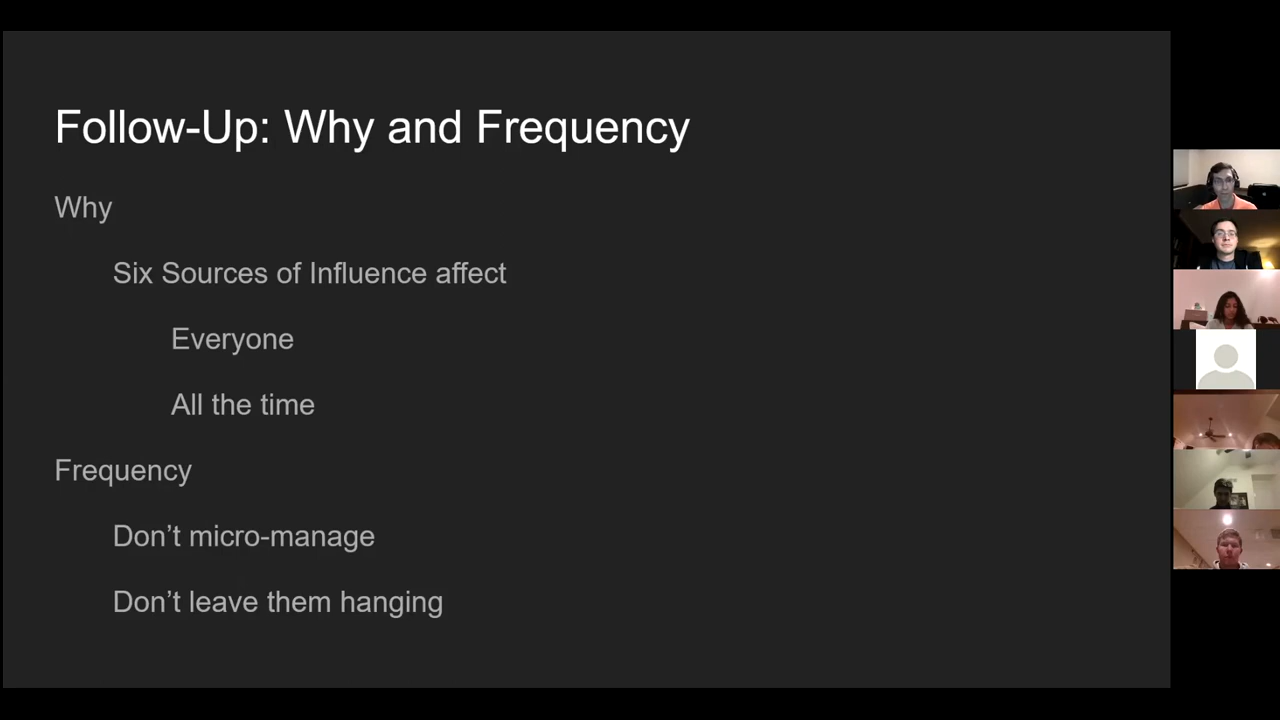 Follow-Up: Why and Frequency
Why
Six Sources of Influence affect
Everyone
All the time
Frequency
Don’t micro-manage
Don’t leave them hanging